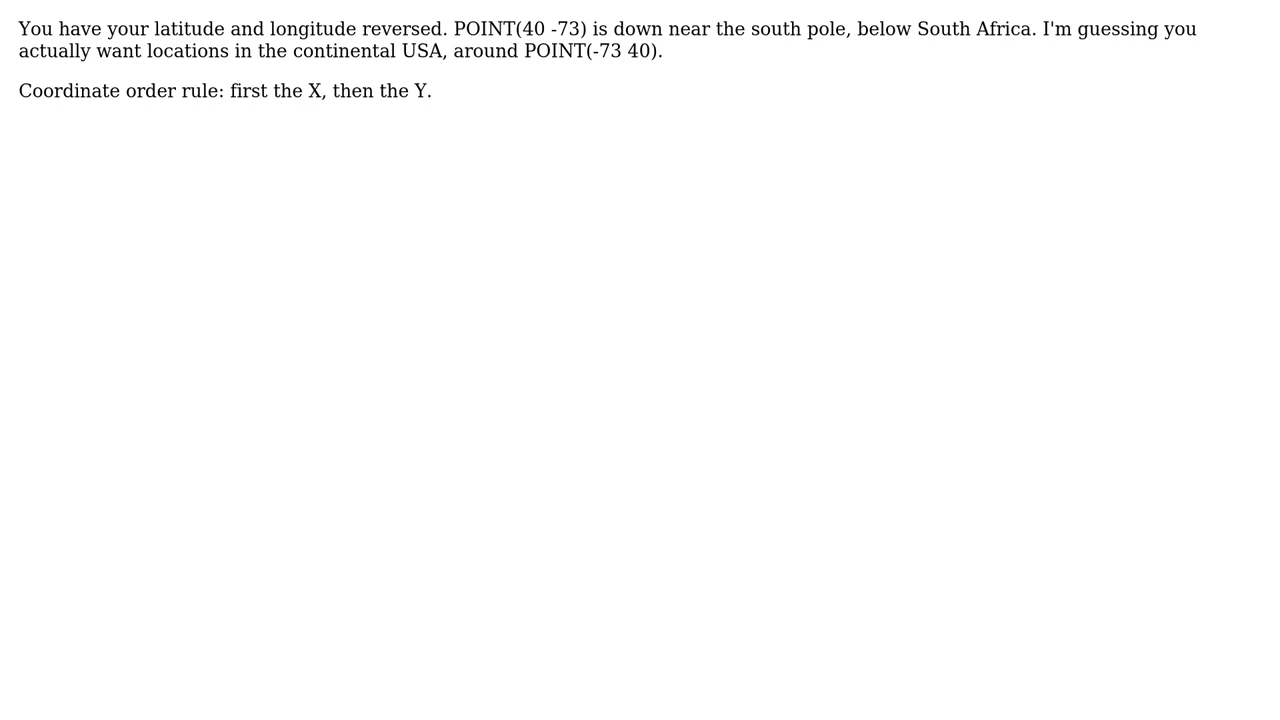 You have your latitude and longitude reversed. POINT(40 -73) is down near the south pole, below South Africa. I'm guessing you
actually want locations in the continental USA, around POINT(-73 40).
Coordinate order rule: first the X, then the Y.